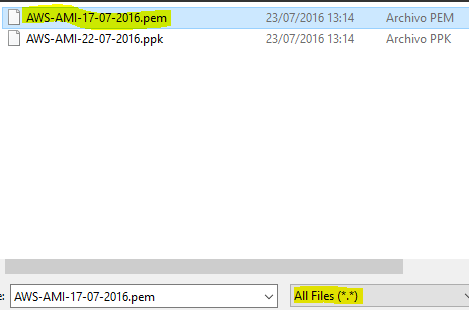 AWS-AMI-17-07-2016.pem 23/07/2016 13:14 Archivo PEM
AWS-AMI-22-07-2016.ppk 23/07/2016 13:14 Archivo PPK
e: AWS-AMI-17-07-2016.pem All Files (*.*)